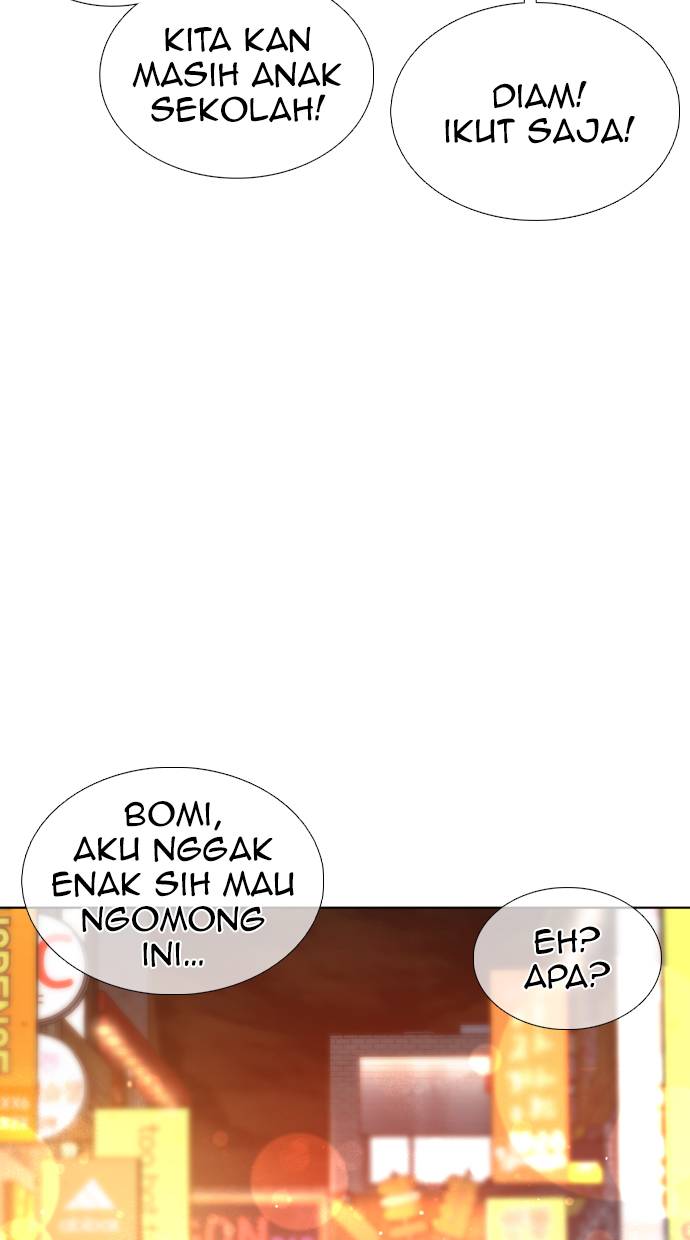 KITA KAN
MASIH ANAK
SEKOLAH!
DIAM!
IKUT SAJA!
BOMI,
AKU NGGAK
ENAK SIH MAU
NGOMONG
INI...
EH?
APA?